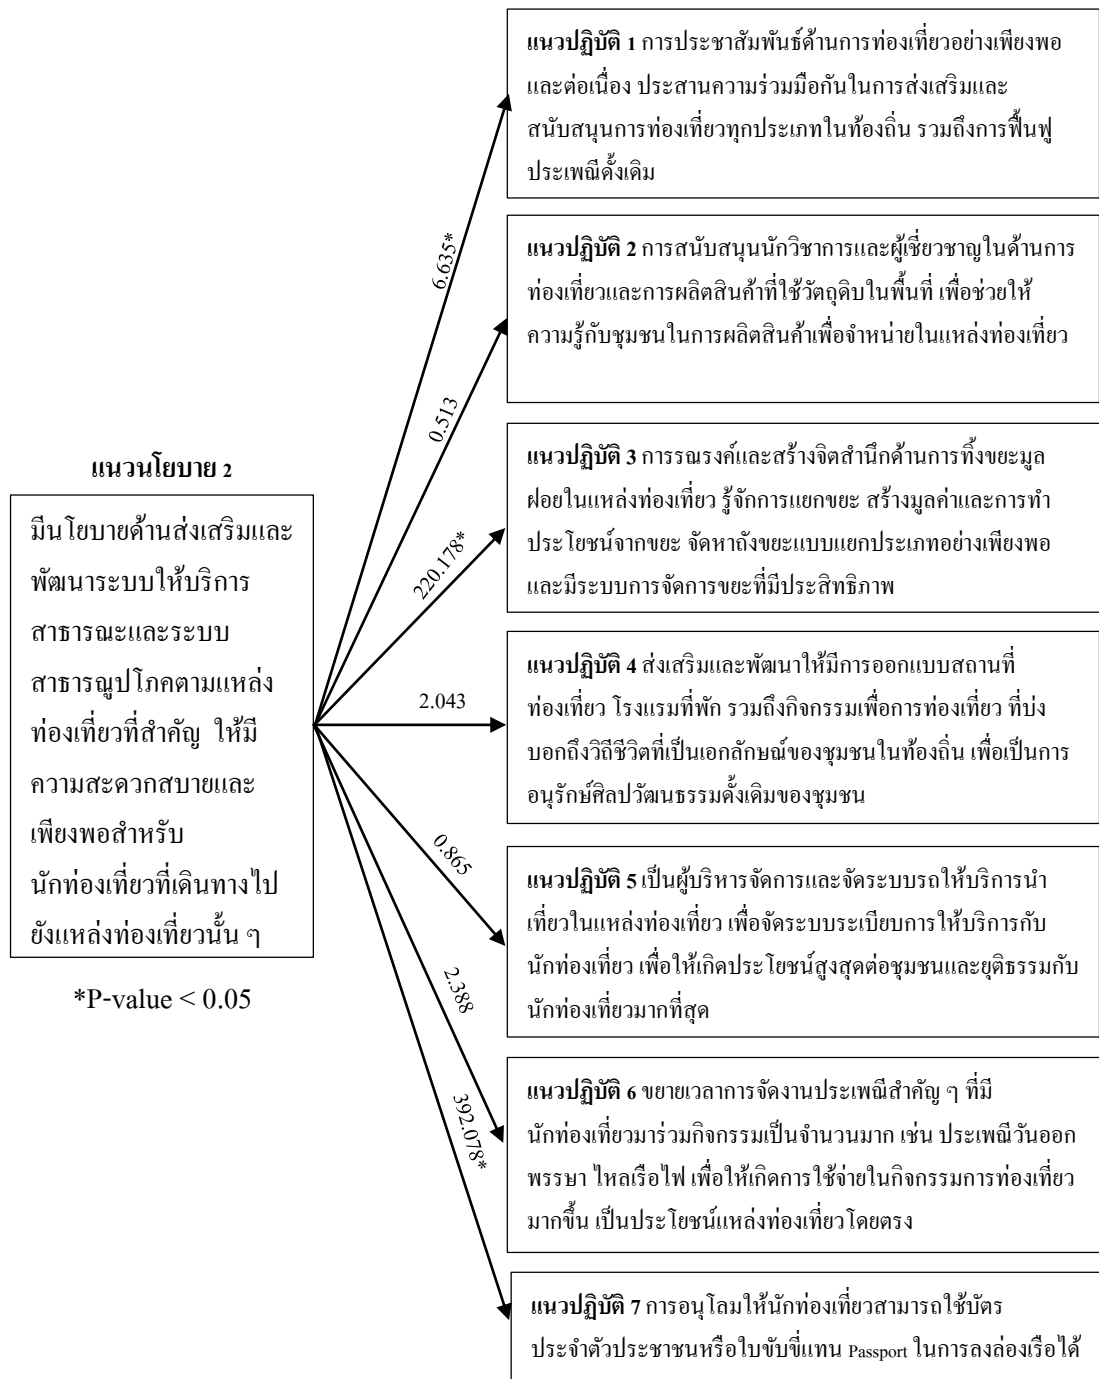 แนวนโยบาย 2
มีนโยบายด้านส่งเสริมและ
พัฒนาระบบให้บริการ
สาธารณะและระบบ
สาธารณูปโภคตามแหล่ง
ท่องเที่ยวที่สำคัญ ให้มี
ความสะดวกสบายและ
เพียงพอสำหรับ
นักท่องเที่ยวที่เดินทางไป
ยังแหล่งท่องเที่ยวนั้น ๆ
*P-value < 0.05
6.635*
0.513
220.178*
2.043
0.865
2.388
392.078*
แนวปฏิบัติ 1 การประชาสัมพันธ์ด้านการท่องเที่ยวอย่างเพียงพอ
และต่อเนื่อง ประสานความร่วมมือกันในการส่งเสริมและ
สนับสนุนการท่องเที่ยวทุกประเภทในท้องถิ่น รวมถึงการฟื้นฟู
ประเพณีดั้งเดิม
แนวปฏิบัติ 2 การสนับสนุนนักวิชาการและผู้เชี่ยวชาญในด้านการ
ท่องเที่ยวและการผลิตสินค้าที่ใช้วัตถุดิบในพื้นที่ เพื่อช่วยให้
ความรู้กับชุมชนในการผลิตสินค้าเพื่อจำหน่ายในแหล่งท่องเที่ยว
แนวปฏิบัติ 3 การรณรงค์และสร้างจิตสำนึกด้านการทิ้งขยะมูล
ฝอยในแหล่งท่องเที่ยว รู้จักการแยกขยะ สร้างมูลค่าและการทำ
ประโยชน์จากขยะ จัดหาถังขยะแบบแยกประเภทอย่างเพียงพอ
และมีระบบการจัดการขยะที่มีประสิทธิภาพ
แนวปฏิบัติ 4 ส่งเสริมและพัฒนาให้มีการออกแบบสถานที่
ท่องเที่ยว โรงแรมที่พัก รวมถึงกิจกรรมเพื่อการท่องเที่ยว ที่บ่ง
บอกถึงวิถีชีวิตที่เป็นเอกลักษณ์ของชุมชนในท้องถิ่น เพื่อเป็นการ
อนุรักษ์ศิลปวัฒนธรรมดั้งเดิมของชุมชน
แนวปฏิบัติ 5 เป็นผู้บริหารจัดการและจัดระบบรถให้บริการนำ
เที่ยวในแหล่งท่องเที่ยว เพื่อจัดระบบระเบียบการให้บริการกับ
นักท่องเที่ยว เพื่อให้เกิดประโยชน์สูงสุดต่อชุมชนและยุติธรรมกับ
นักท่องเที่ยวมากที่สุด
แนวปฏิบัติ 6 ขยายเวลาการจัดงานประเพณีสำคัญ ๆ ที่มี
นักท่องเที่ยวมาร่วมกิจกรรมเป็นจำนวนมาก เช่น ประเพณีวันออก
พรรษา ไหลเรือไฟ เพื่อให้เกิดการใช้จ่ายในกิจกรรมการท่องเที่ยว
มากขึ้น เป็นประโยชน์แหล่งท่องเที่ยวโดยตรง
แนวปฏิบัติ 7 การอนุโลมให้นักท่องเที่ยวสามารถใช้บัตร
ประจำตัวประชาชนหรือใบขับขี่แทน Passport ในการลงล่องเรือได้